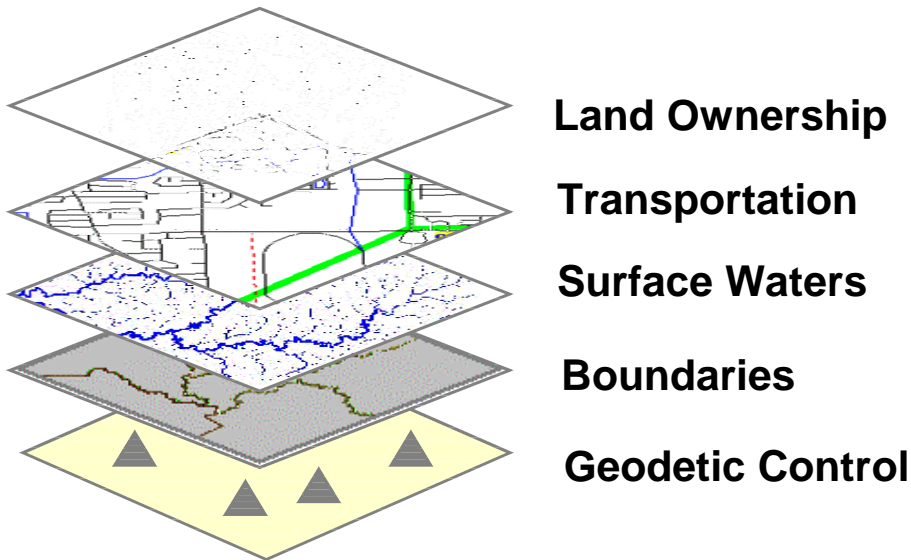 Land Ownership
Transportation
Surface Waters
Boundaries
Geodetic Control